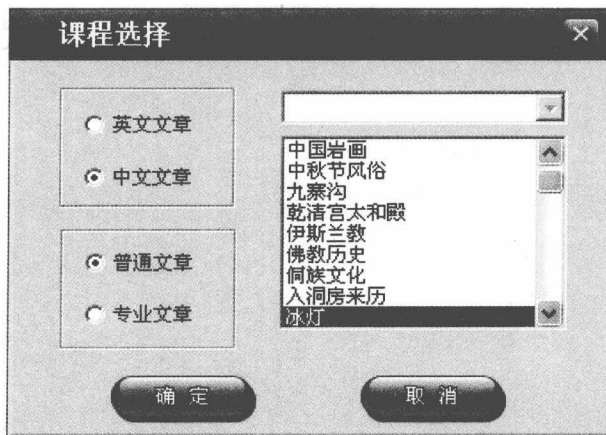 课程选择
英文文章
中文文章
普通文章
专业文章
中国岩画
中秋节风俗
九寨沟
乾清宫太和殿
伊斯兰教
佛教历史
侗族文化
入洞房来历
冰灯
确 定
取 消